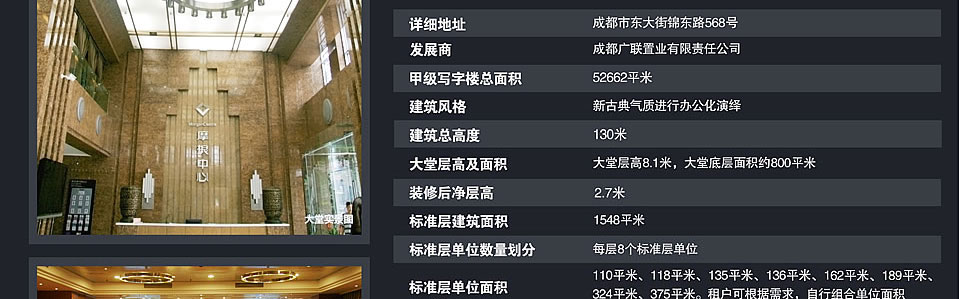 摩根中心
大堂实景图
详细地址 成都市东大街锦东路568号
发展商 成都广联置业有限责任公司
甲级写字楼总面积 52662平米
建筑风格 新古典气质进行办公化演绎
建筑总高度 130米
大堂层高及面积 大堂层高8.1米，大堂底层面积约800平米
装修后净层高 2.7米
标准层建筑面积 1548平米
标准层单位数量划分 每层8个标准层单位
标准层单位面积 110平米、118平米、135平米、136平米、162平米、189平米、
324平米、375平米。租户可根据需求，自行组合单位面积